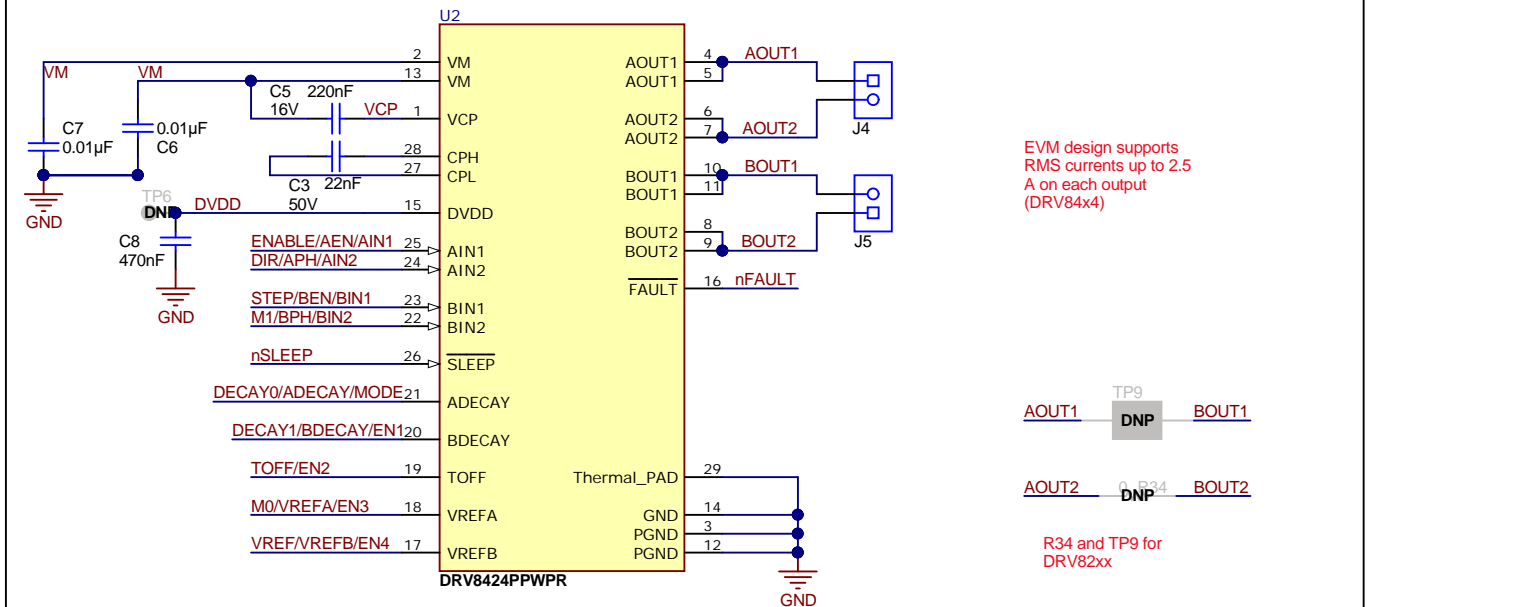 U2
2 VM
13 VM
VM
VM
C5 220nF
16V
VCP 1 VCP
C7
0.01µF
0.01µF
C6
28 CPH
27 CPL
C3 22nF
50V
GND
TP6
DNP
DVDD 15 DVDD
C8
470nF
GND
ENABLE/AEN/AIN1 25 AIN1
DIR/APH/AIN2 24 AIN2
STEP/BEN/BIN1 23 BIN1
M1/BPH/BIN2 22 BIN2
nSLEEP 26 SLEEP
DECAY0/ADECAY/MODE 21 ADECAY
DECAY1/BDECAY/EN1 20 BDECAY
TOFF/EN2 19 TOFF
M0/VREFA/EN3 18 VREFA
VREF/VREFB/EN4 17 VREFB
DRV8424PPWPR
AOUT1 4 AOUT1
AOUT1 5
AOUT2 6
AOUT2 7 AOUT2
J4
BOUT1 10 BOUT1
BOUT1 11
BOUT2 8
BOUT2 9 BOUT2
J5
FAULT 16 nFAULT
Thermal_PAD 29
GND 14
PGND 3
PGND 12
GND
EVM design supports
RMS currents up to 2.5
A on each output
(DRV84x4)
TP9
AOUT1 DNP BOUT1
0 R34
AOUT2 DNP BOUT2
R34 and TP9 for
DRV82xx